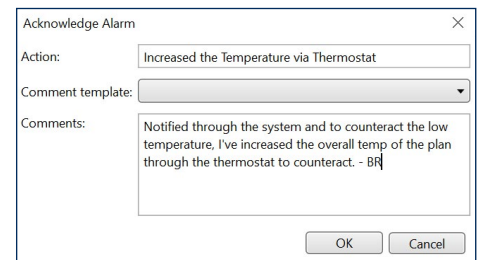 Acknowledge Alarm
Action:
Increased the Temperature via Thermostat
Comment template:
Comments:
Notified through the system and to counteract the low
temperature, I've increased the overall temp of the plan
through the thermostat to counteract. - BR
OK
Cancel